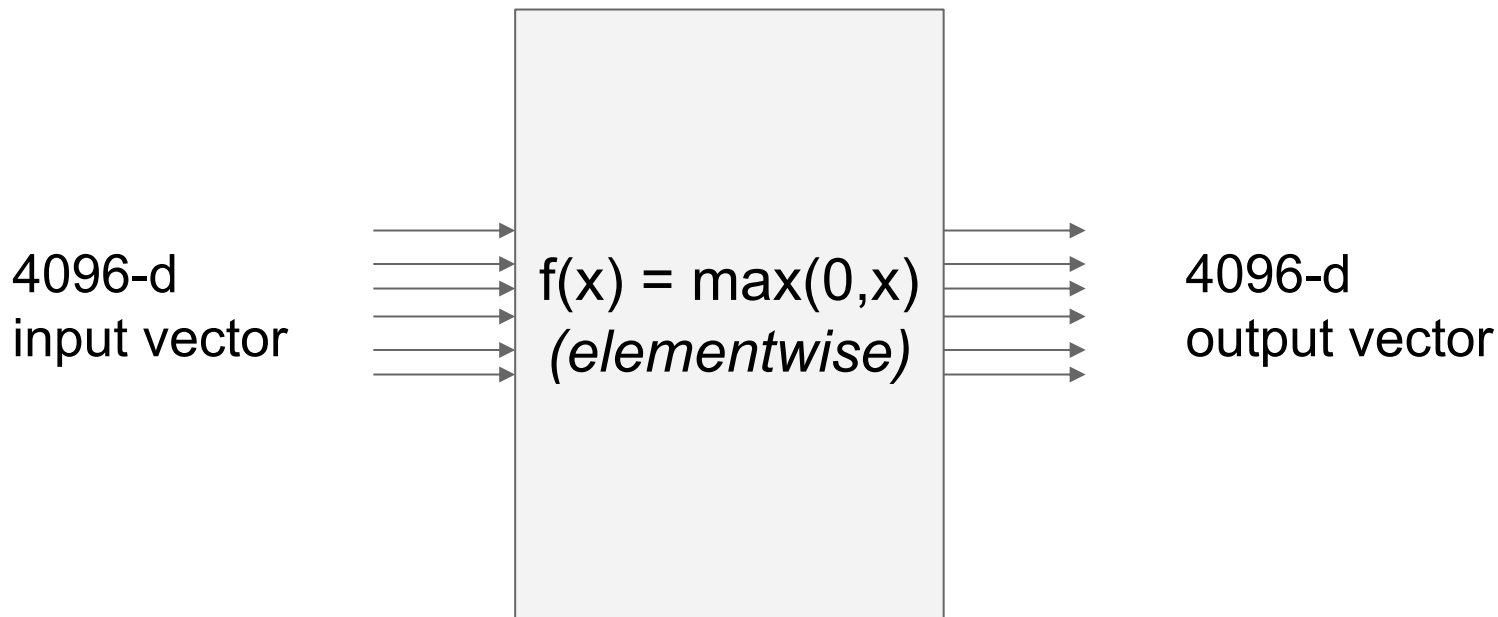 4096-d
input vector
f(x) = max(0,x)
(elementwise)
4096-d
output vector